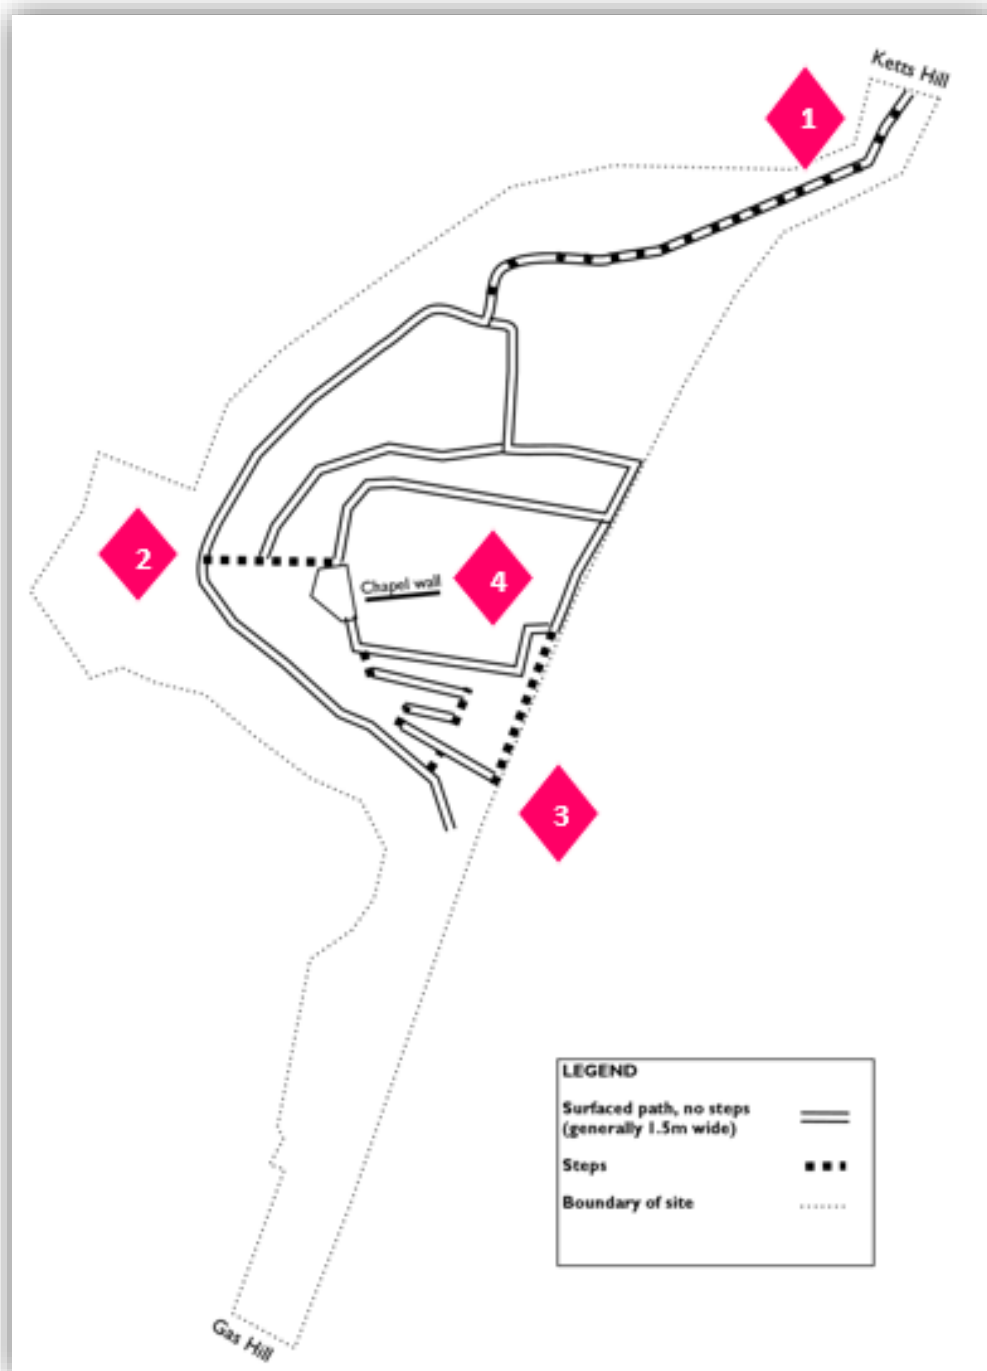 Ketts Hill
1
2
Chapel wall
4
3
LEGEND
Surfaced path, no steps
(generally 1.5m wide)
Steps
Boundary of site
Gas Hill